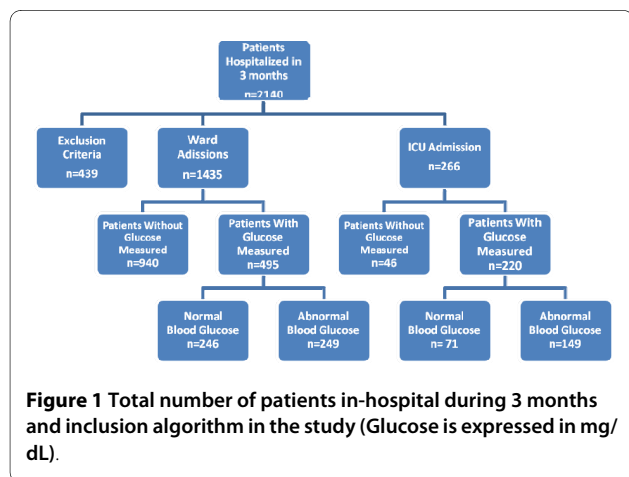 Patients
Hospitalized in
3 months
n=2140
Exclusion
Criteria
n=439
Ward
Adissions
n=1435
ICU Admission
n=266
Patients Without
Glucose
Measured
n=940
Patients With
Glucose
Measured
n=495
Patients Without
Glucose
Measured
n=46
Patients With
Glucose
Measured
n=220
Normal
Blood Glucose
n=246
Abnormal
Blood Glucose
n=249
Normal
Blood Glucose
n= 71
Abnormal
Blood Glucose
n=149
Figure 1 Total number of patients in-hospital during 3 months
and inclusion algorithm in the study (Glucose is expressed in mg/
dL).